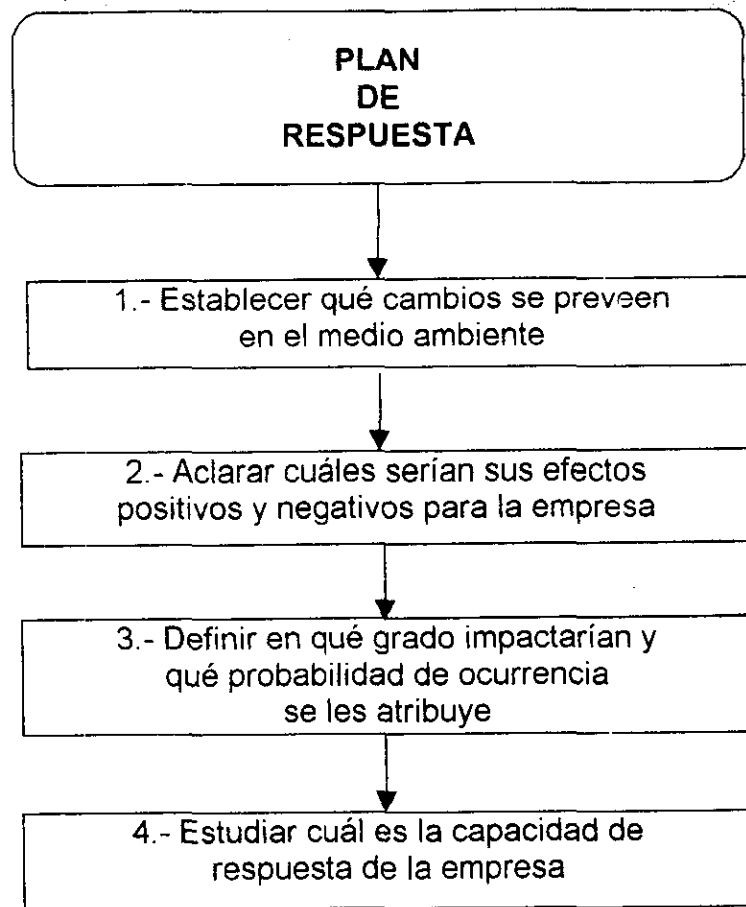 PLAN
DE
RESPUESTA
1.- Establecer qué cambios se preveen
en el medio ambiente
2.- Aclarar cuáles serían sus efectos
positivos y negativos para la empresa
3.- Definir en qué grado impactarían y
qué probabilidad de ocurrencia
se les atribuye
4.- Estudiar cuál es la capacidad de
respuesta de la empresa